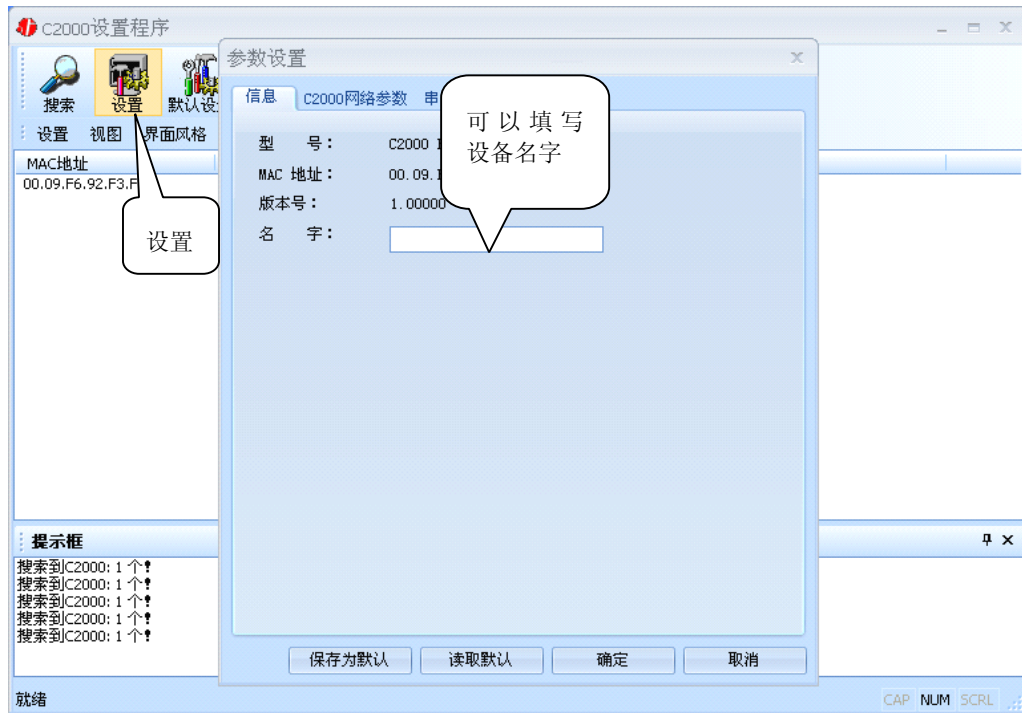 C2000设置程序
搜索
设置
默认设
设置 视图 界面风格
MAC地址
00.09.F6.92.F3.F
设置
参数设置
信息 C2000网络参数 串
可以填写
设备名字
型 号： C2000
MAC 地址： 00.09.
版本号： 1.00000
名 字：
保存为默认 读取默认 确定 取消
提示框
搜索到C2000: 1 个!
搜索到C2000: 1 个!
搜索到C2000: 1 个!
搜索到C2000: 1 个!
搜索到C2000: 1 个!
就绪
CAP NUM SCRL